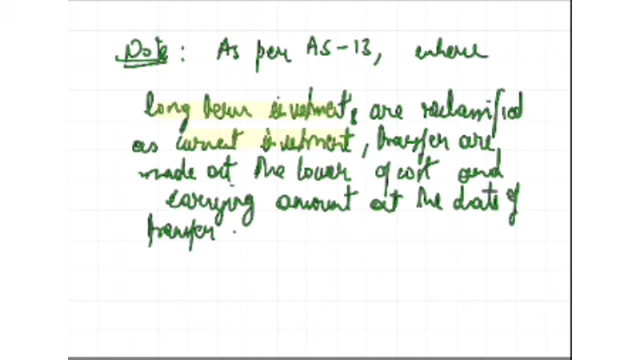 Note : As per AS-13, where
long term investments are reclassified
as current investment, transfer are
made at the lower of cost and
carrying amount at the date of
transfer.